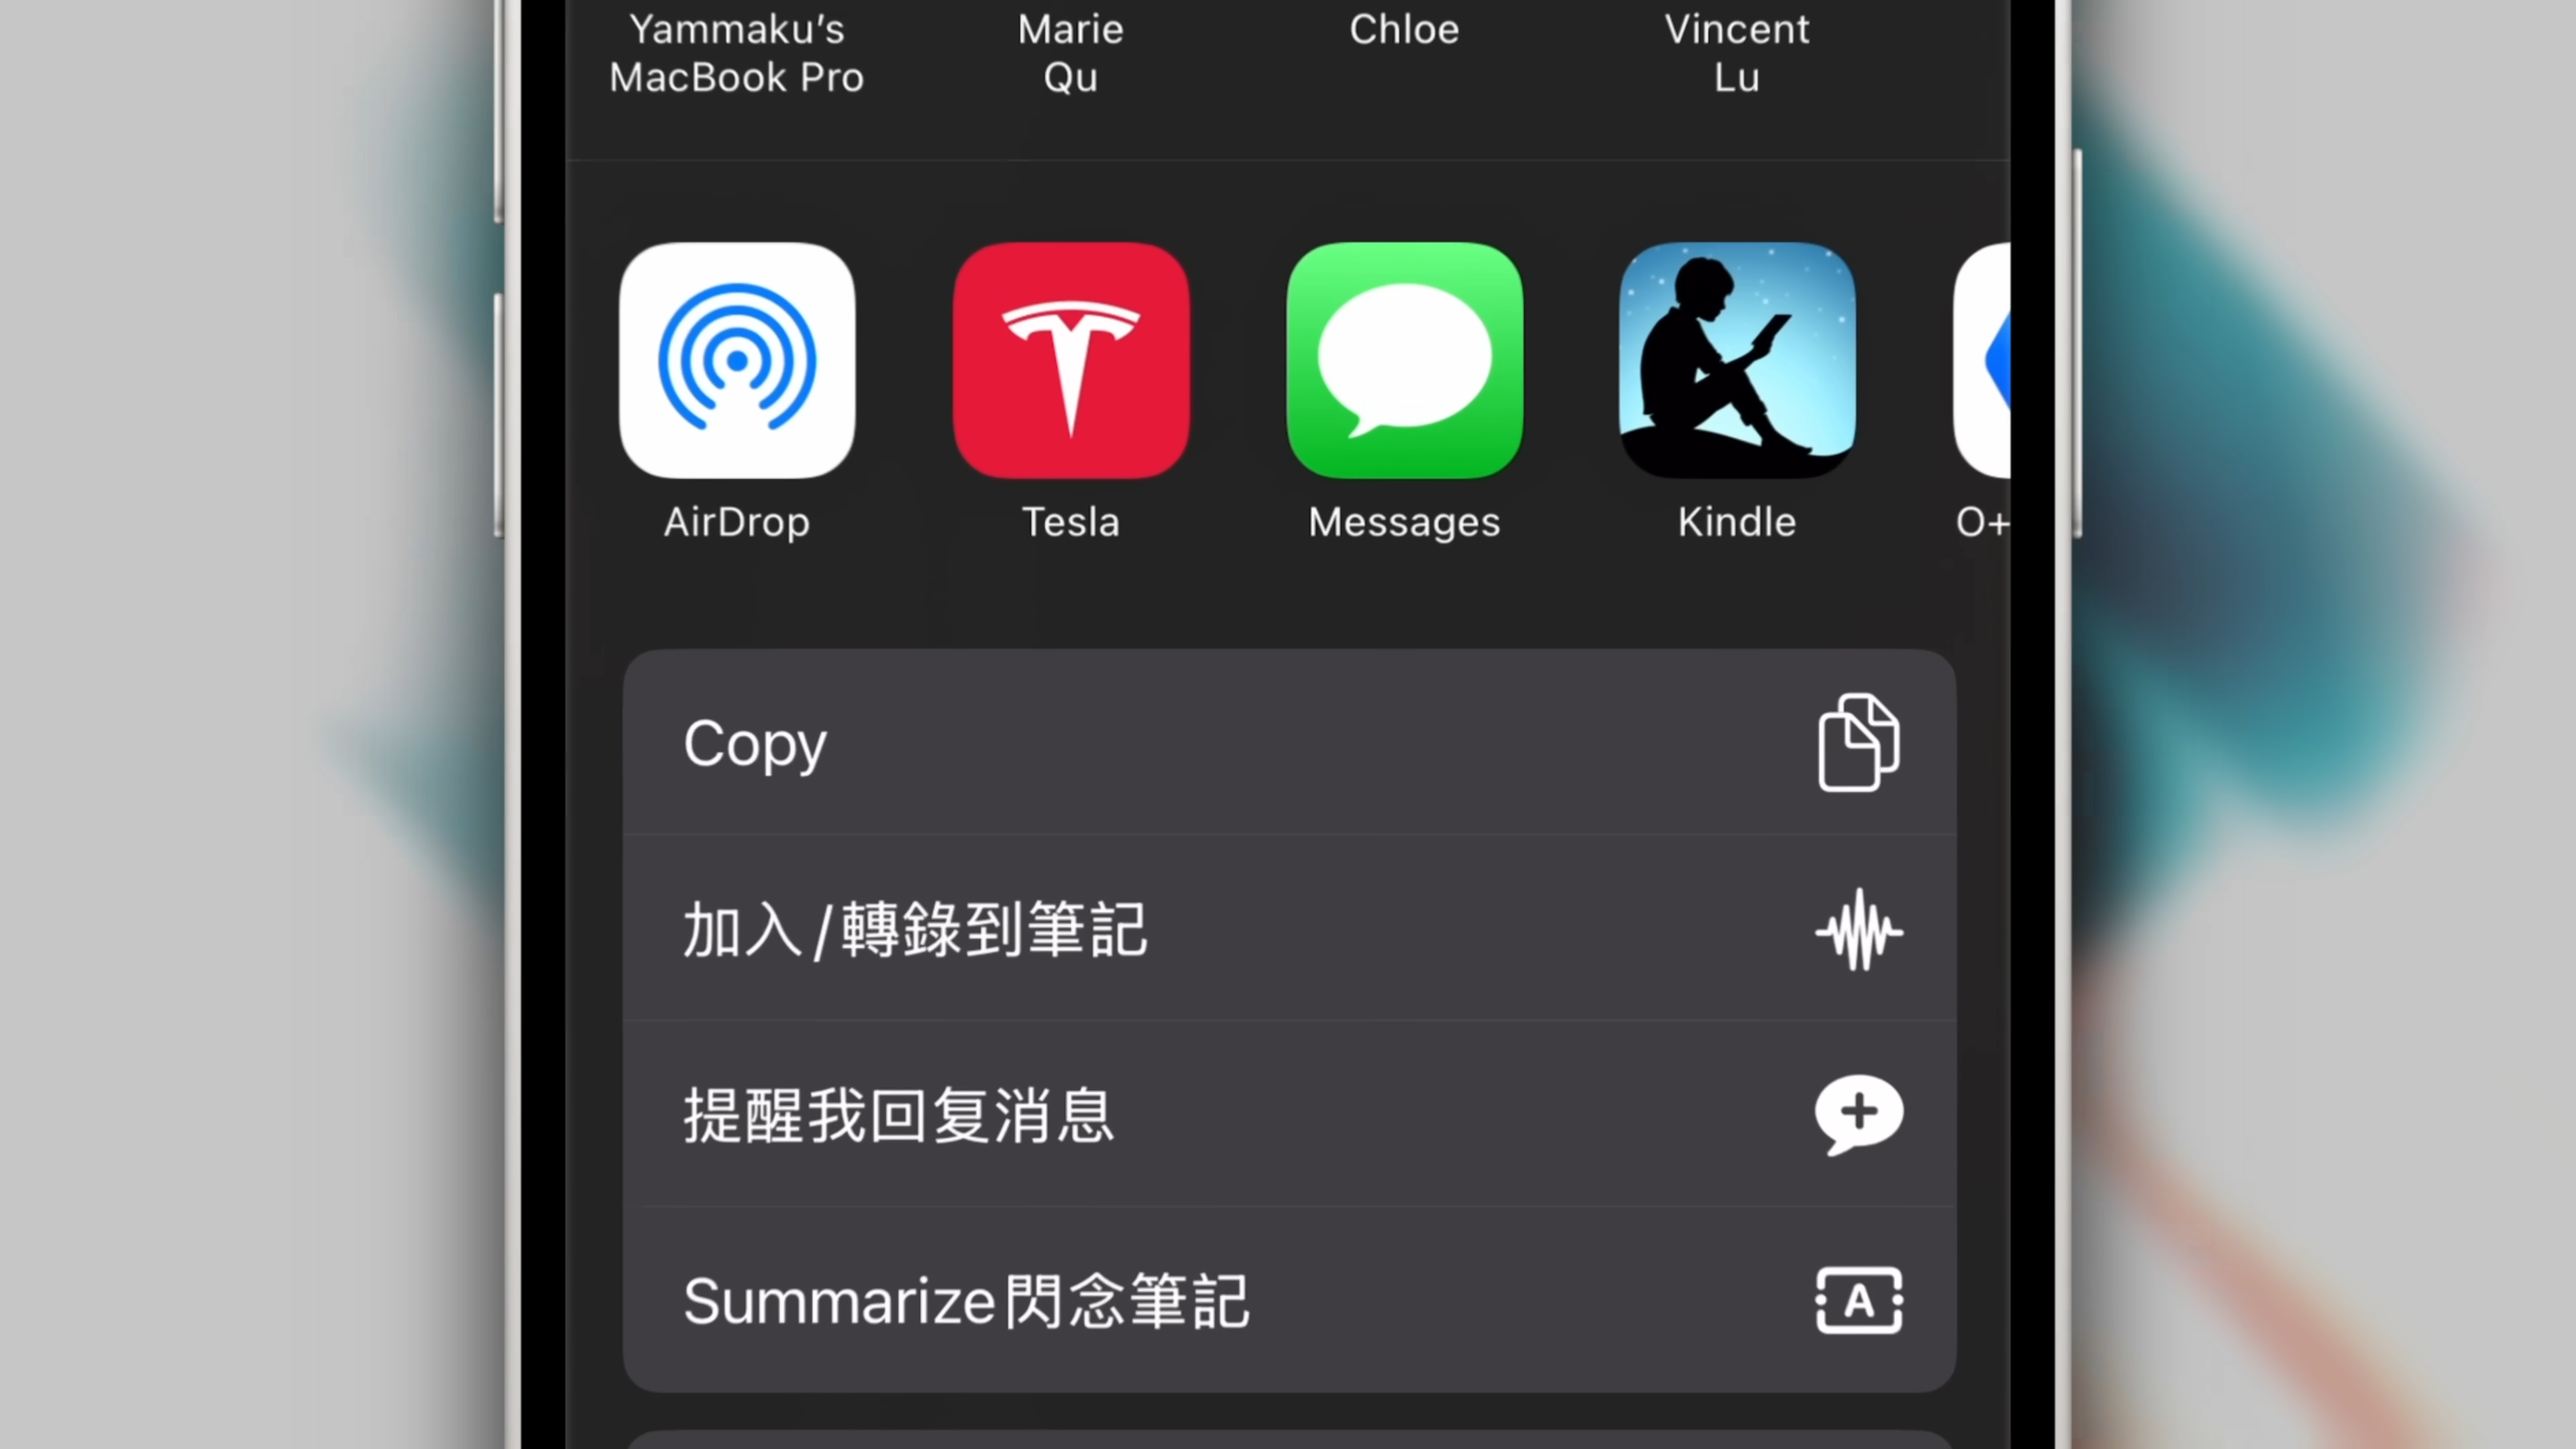 Yammaku’s Marie Chloe Vincent
MacBook Pro Qu Lu
AirDrop Tesla Messages Kindle O+
Copy
加入/轉錄到筆記
提醒我回复消息
Summarize閃念筆記